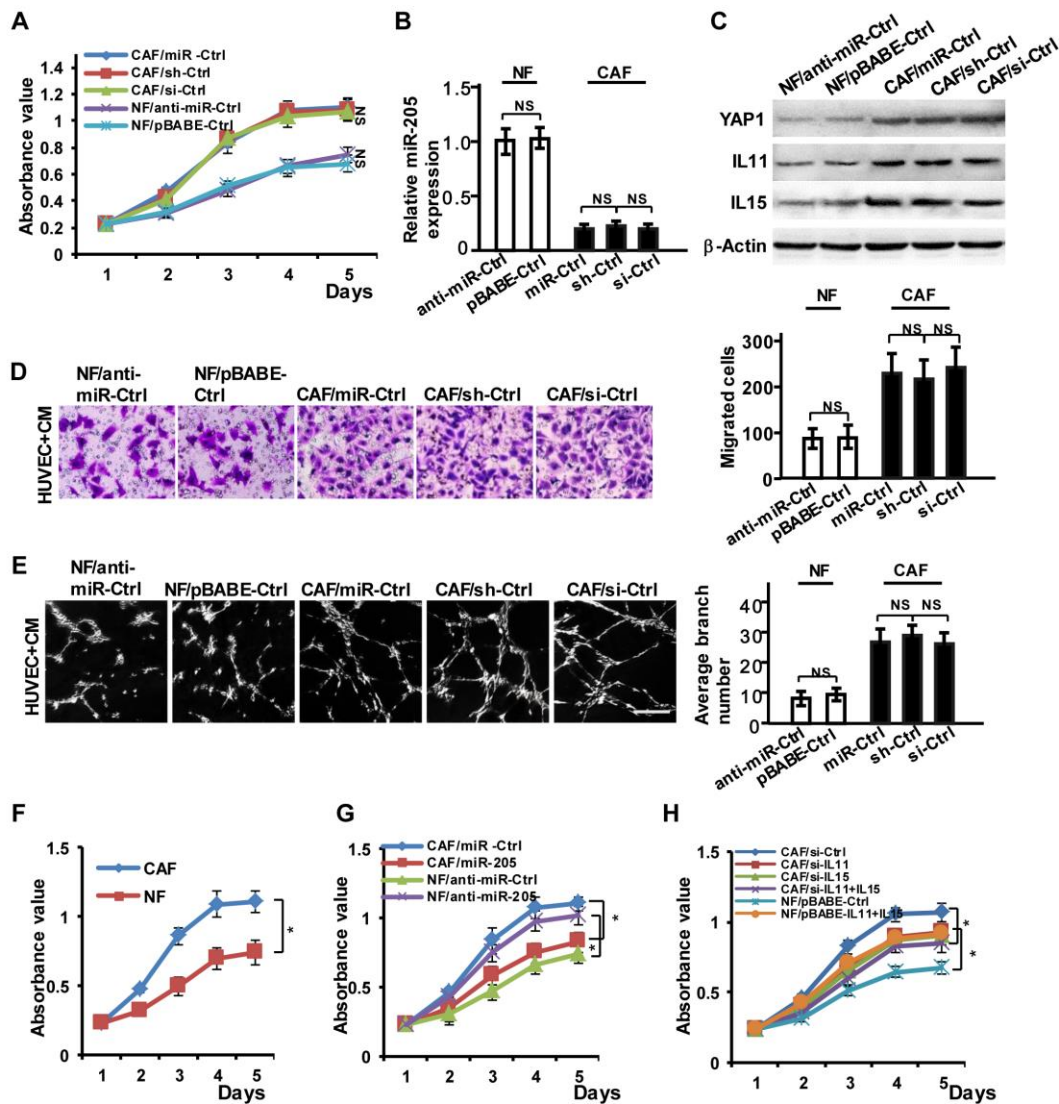 A
Absorbance value
1.2
1.0
0.8
0.6
0.4
0.2
0
1 2 3 4 5
Days
CAF/miR -Ctrl
CAF/sh-Ctrl
CAF/si-Ctrl
NF/anti-miR-Ctrl
NF/pBABE-Ctrl
NS
NS
B
Relative miR-205
expression
1.5
1.0
0.5
0
NF
CAF
NS
NS
NS
anti-miR-Ctrl
pBABE-Ctrl
miR-Ctrl
sh-Ctrl
si-Ctrl
C
NF/anti-miR-Ctrl
NF/pBABE-Ctrl
CAF/miR-Ctrl
CAF/sh-Ctrl
CAF/si-Ctrl
YAP1
IL11
IL15
β-Actin
D
HUVEC+CM
NF/anti-
miR-Ctrl
NF/pBABE-
Ctrl
CAF/miR-Ctrl
CAF/sh-Ctrl
CAF/si-Ctrl
Migrated cells
300
200
100
0
NF
CAF
NS
NS
NS
anti-miR-Ctrl
pBABE-Ctrl
miR-Ctrl
sh-Ctrl
si-Ctrl
E
HUVEC+CM
NF/anti-
miR-Ctrl
NF/pBABE-Ctrl
CAF/miR-Ctrl
CAF/sh-Ctrl
CAF/si-Ctrl
Average branch
number
40
30
20
10
0
NF
CAF
NS
NS
NS
anti-miR-Ctrl
pBABE-Ctrl
miR-Ctrl
sh-Ctrl
si-Ctrl
F
Absorbance value
1.5
1
0.5
0
1 2 3 4 5
Days
CAF
NF
*
G
Absorbance value
1.5
1
0.5
0
1 2 3 4 5
Days
CAF/miR -Ctrl
CAF/miR-205
NF/anti-miR-Ctrl
NF/anti-miR-205
*
*
H
Absorbance value
1.5
1
0.5
0
1 2 3 4 5
Days
CAF/si-Ctrl
CAF/si-IL11
CAF/si-IL15
CAF/si-IL11+IL15
NF/pBABE-Ctrl
NF/pBABE-IL11+IL15
*
*